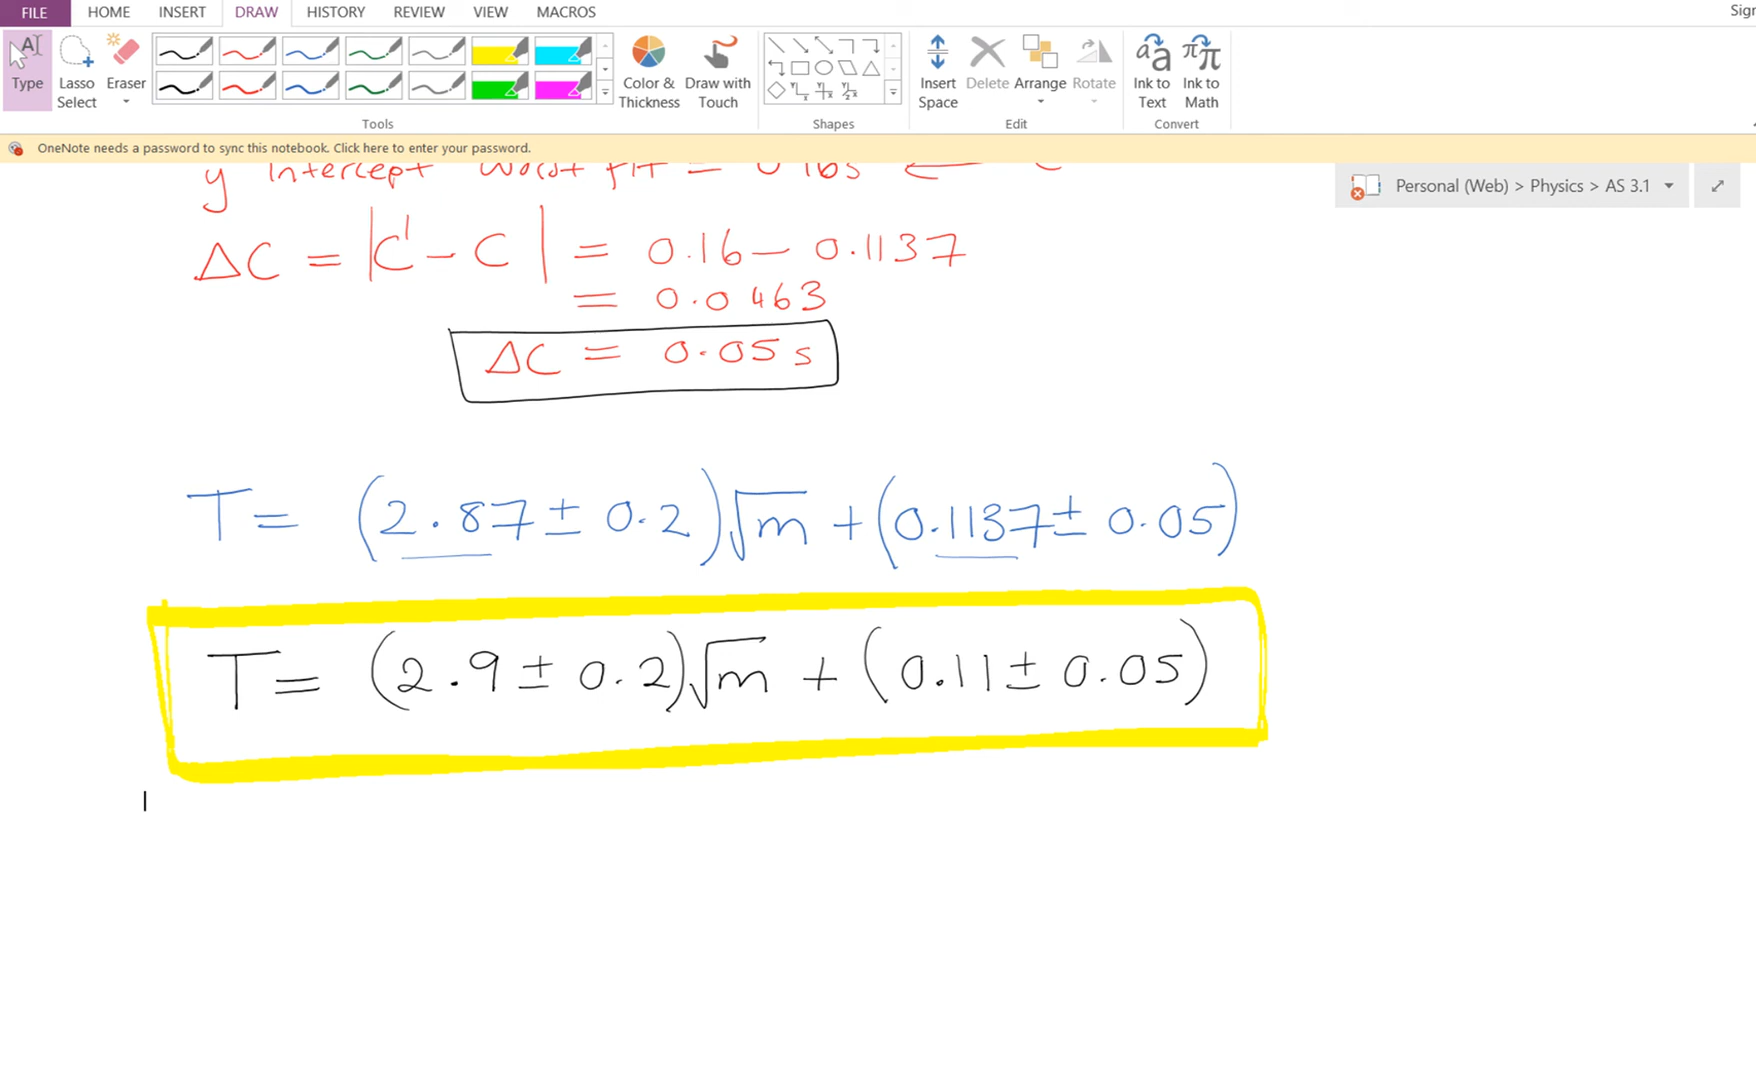 FILE HOME INSERT DRAW HISTORY REVIEW VIEW MACROS Sign
Type
Lasso Select
Eraser
Color & Thickness
Draw with Touch
Insert Space
Delete
Arrange
Rotate
Ink to Text
Ink to Math
Tools Shapes Edit Convert
OneNote needs a password to sync this notebook. Click here to enter your password.
Personal (Web) > Physics > AS 3.1
y intercept worst fit =
ΔC = |C' - C| = 0.16 - 0.1137
= 0.0463
ΔC = 0.05 s
T = (2.87 ± 0.2)√m + (0.1137 ± 0.05)
T = (2.9 ± 0.2)√m + (0.11 ± 0.05)